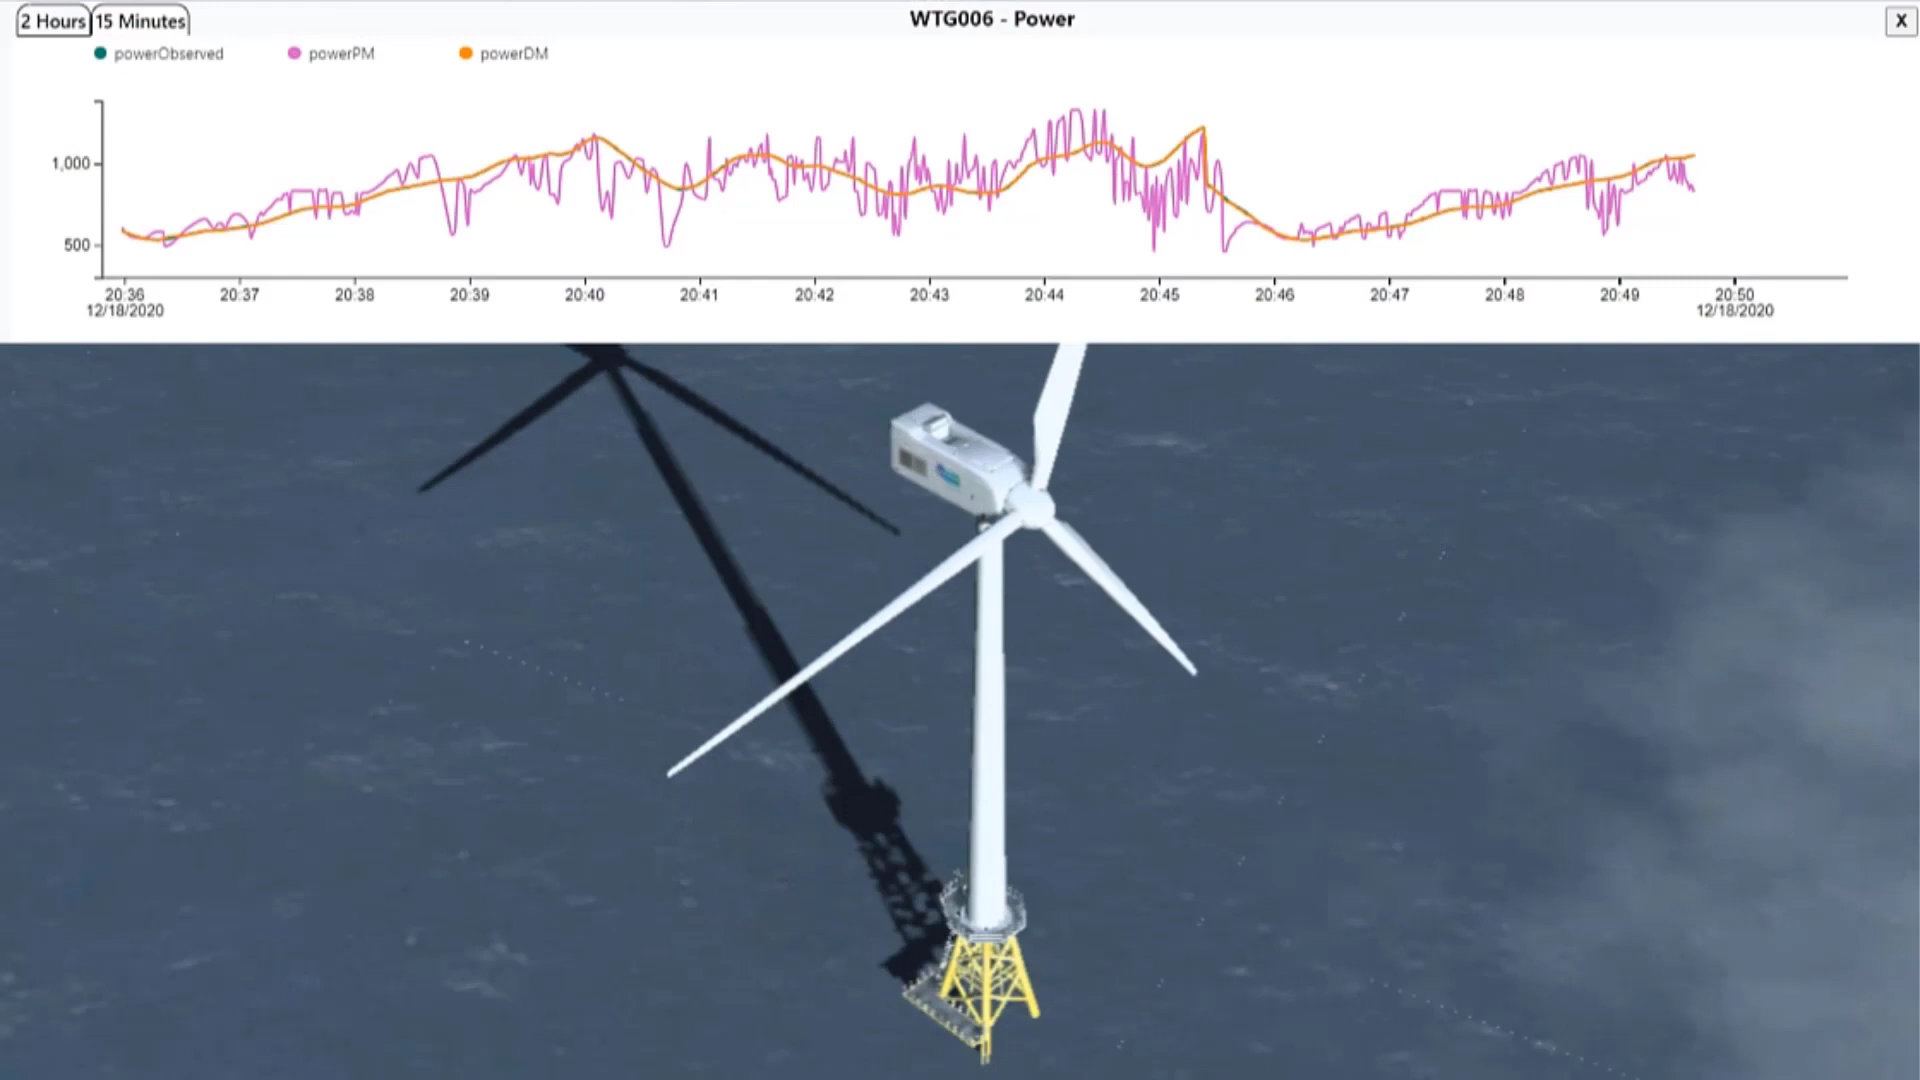 2 Hours 15 Minutes WTG006 - Power X
powerObserved powerPM powerDM
1,000
500
20:36 20:37 20:38 20:39 20:40 20:41 20:42 20:43 20:44 20:45 20:46 20:47 20:48 20:49 20:50
12/18/2020 12/18/2020